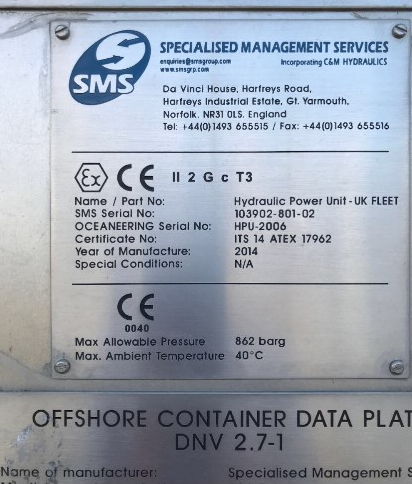 SMS
SPECIALISED MANAGEMENT SERVICES
enquiries@smsgroup.com Incorporating C&M HYDRAULICS
www.smsgrp.com
Da Vinci House, Harfreys Road,
Harfreys Industrial Estate, Gt. Yarmouth,
Norfolk. NR31 0LS. England
Tel: +44(0)1493 655515 / Fax: +44(0)1493 655516
Ex CE II 2 G c T3
Name / Part No: Hydraulic Power Unit - UK FLEET
SMS Serial No: 103902-801-02
OCEANEERING Serial No: HPU-2006
Certificate No: ITS 14 ATEX 17962
Year of Manufacture: 2014
Special Conditions: N/A
CE
0040
Max Allowable Pressure 862 barg
Max. Ambient Temperature 40°C
OFFSHORE CONTAINER DATA PLAT
DNV 2.7-1
Name of manufacturer: Specialised Management S